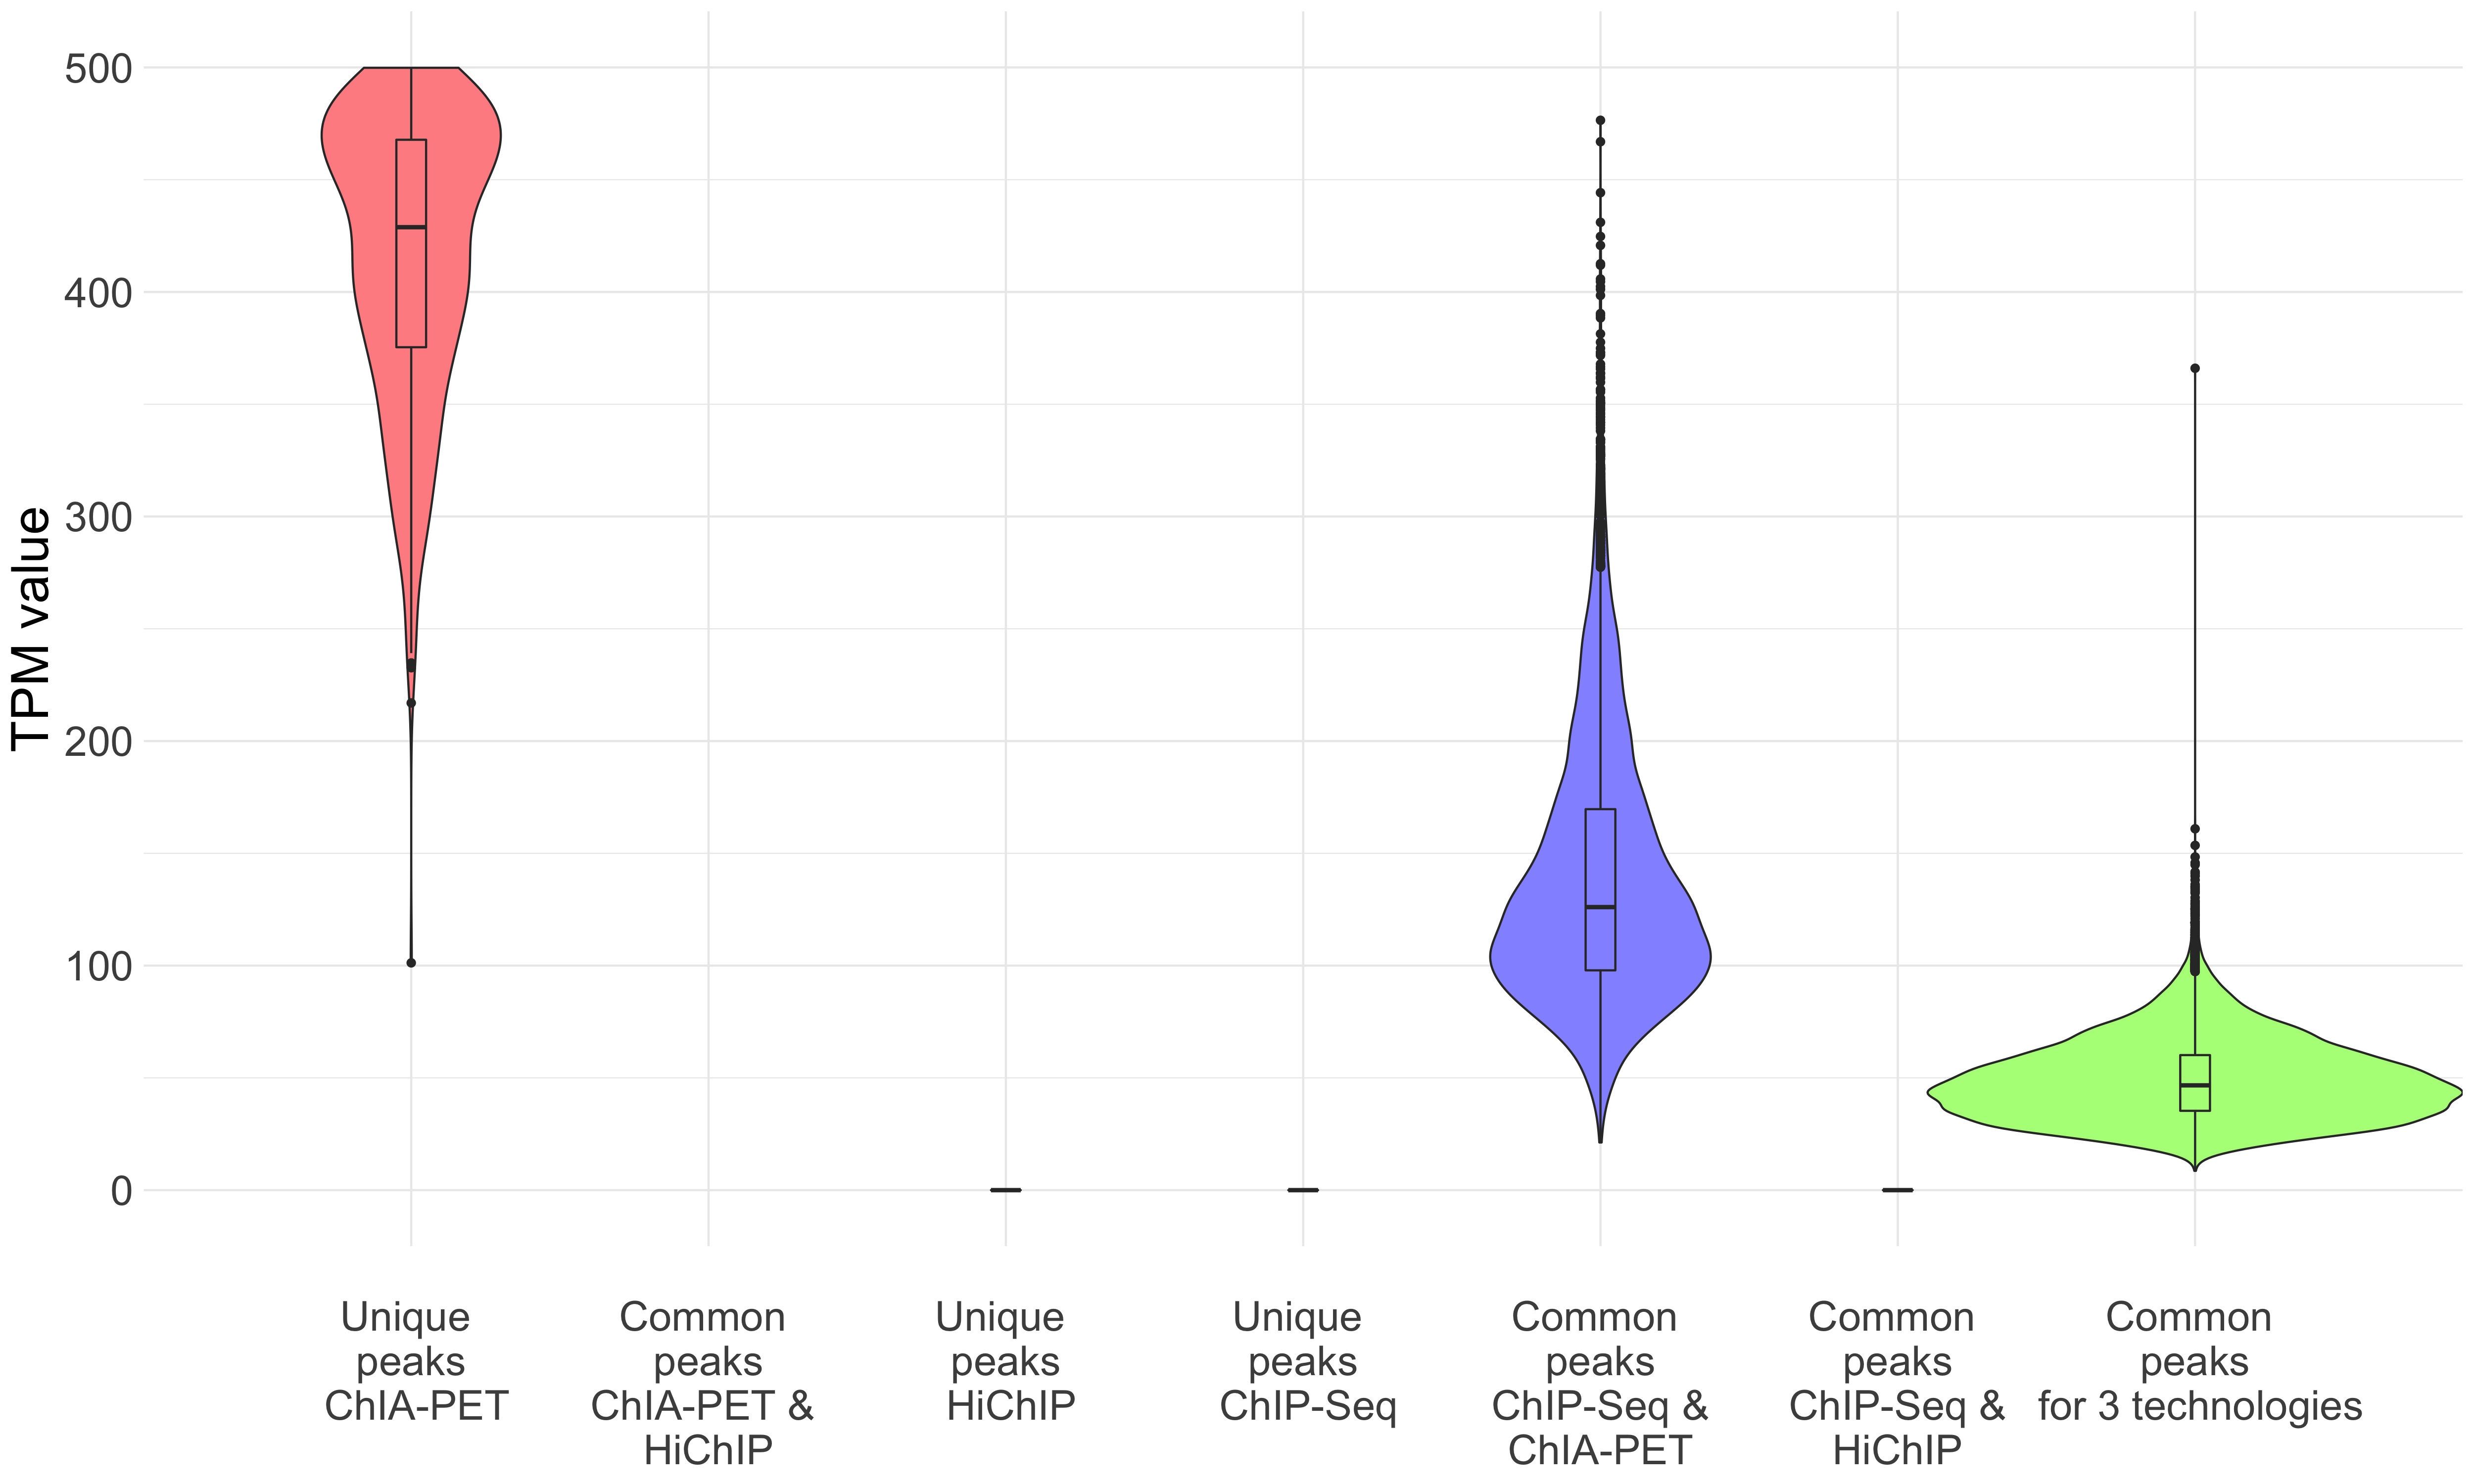 500
400
300
200
100
0
TPM value
Unique
peaks
ChIA-PET
Common
peaks
ChIA-PET &
HiChIP
Unique
peaks
HiChIP
Unique
peaks
ChIP-Seq
Common
peaks
ChIP-Seq &
ChIA-PET
Common
peaks
ChIP-Seq &
HiChIP
Common
peaks
for 3 technologies